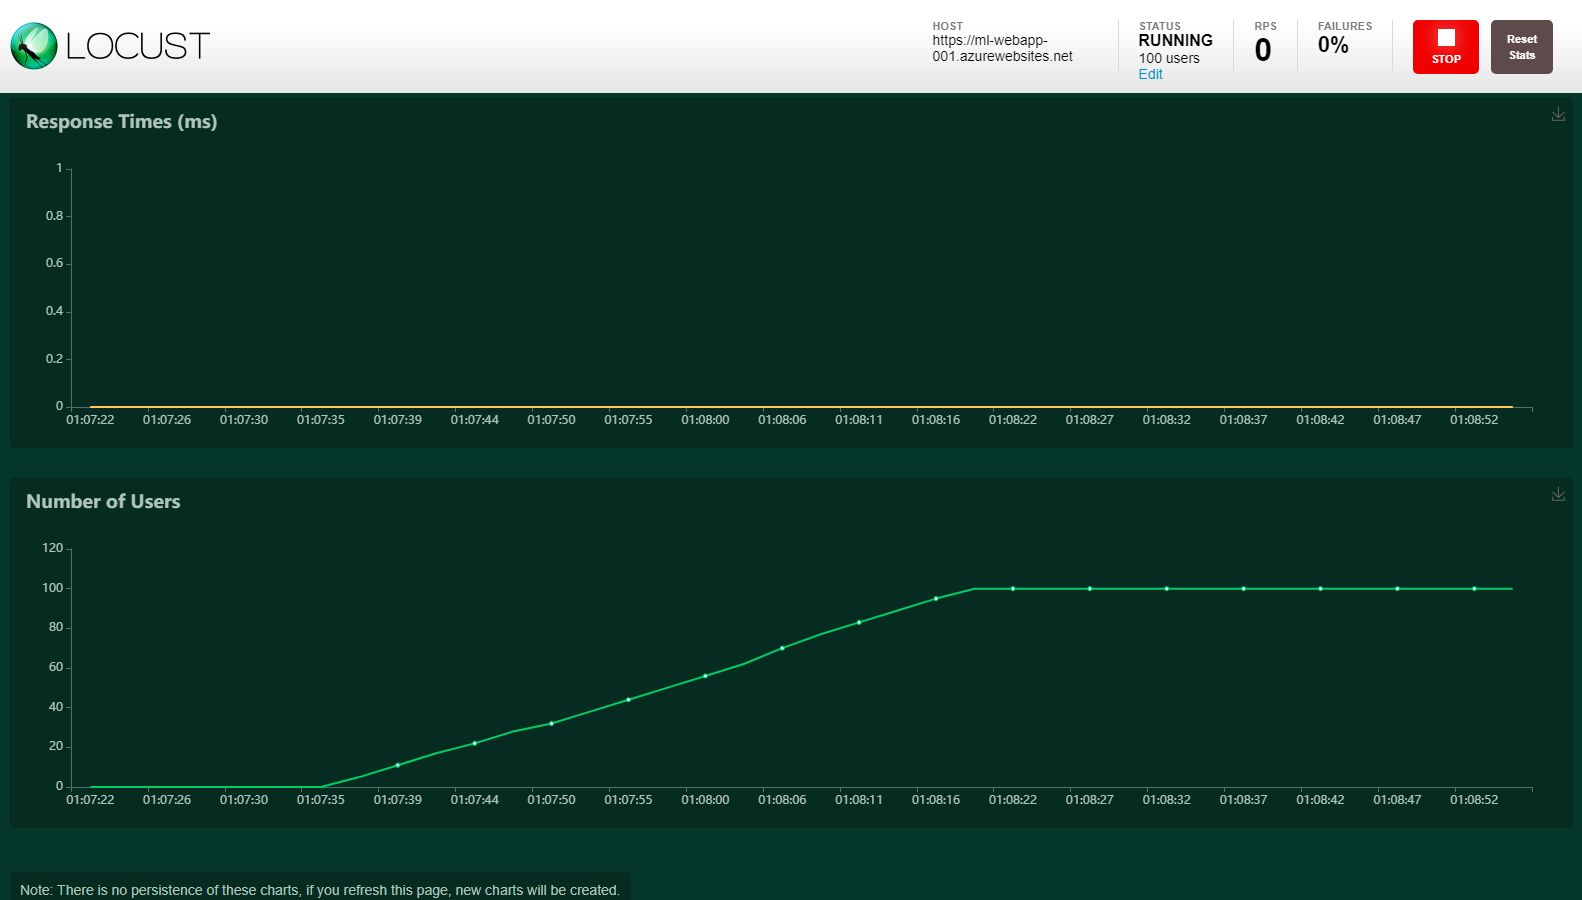 LOCUST
HOST
https://ml-webapp-
001.azurewebsites.net
STATUS
RUNNING
100 users
Edit
RPS
0
FAILURES
0%
STOP
Reset
Stats
Response Times (ms)
1
0.8
0.6
0.4
0.2
0
01:07:22 01:07:26 01:07:30 01:07:35 01:07:39 01:07:44 01:07:50 01:07:55 01:08:00 01:08:06 01:08:11 01:08:16 01:08:22 01:08:27 01:08:32 01:08:37 01:08:42 01:08:47 01:08:52
Number of Users
120
100
80
60
40
20
0
01:07:22 01:07:26 01:07:30 01:07:35 01:07:39 01:07:44 01:07:50 01:07:55 01:08:00 01:08:06 01:08:11 01:08:16 01:08:22 01:08:27 01:08:32 01:08:37 01:08:42 01:08:47 01:08:52
Note: There is no persistence of these charts, if you refresh this page, new charts will be created.